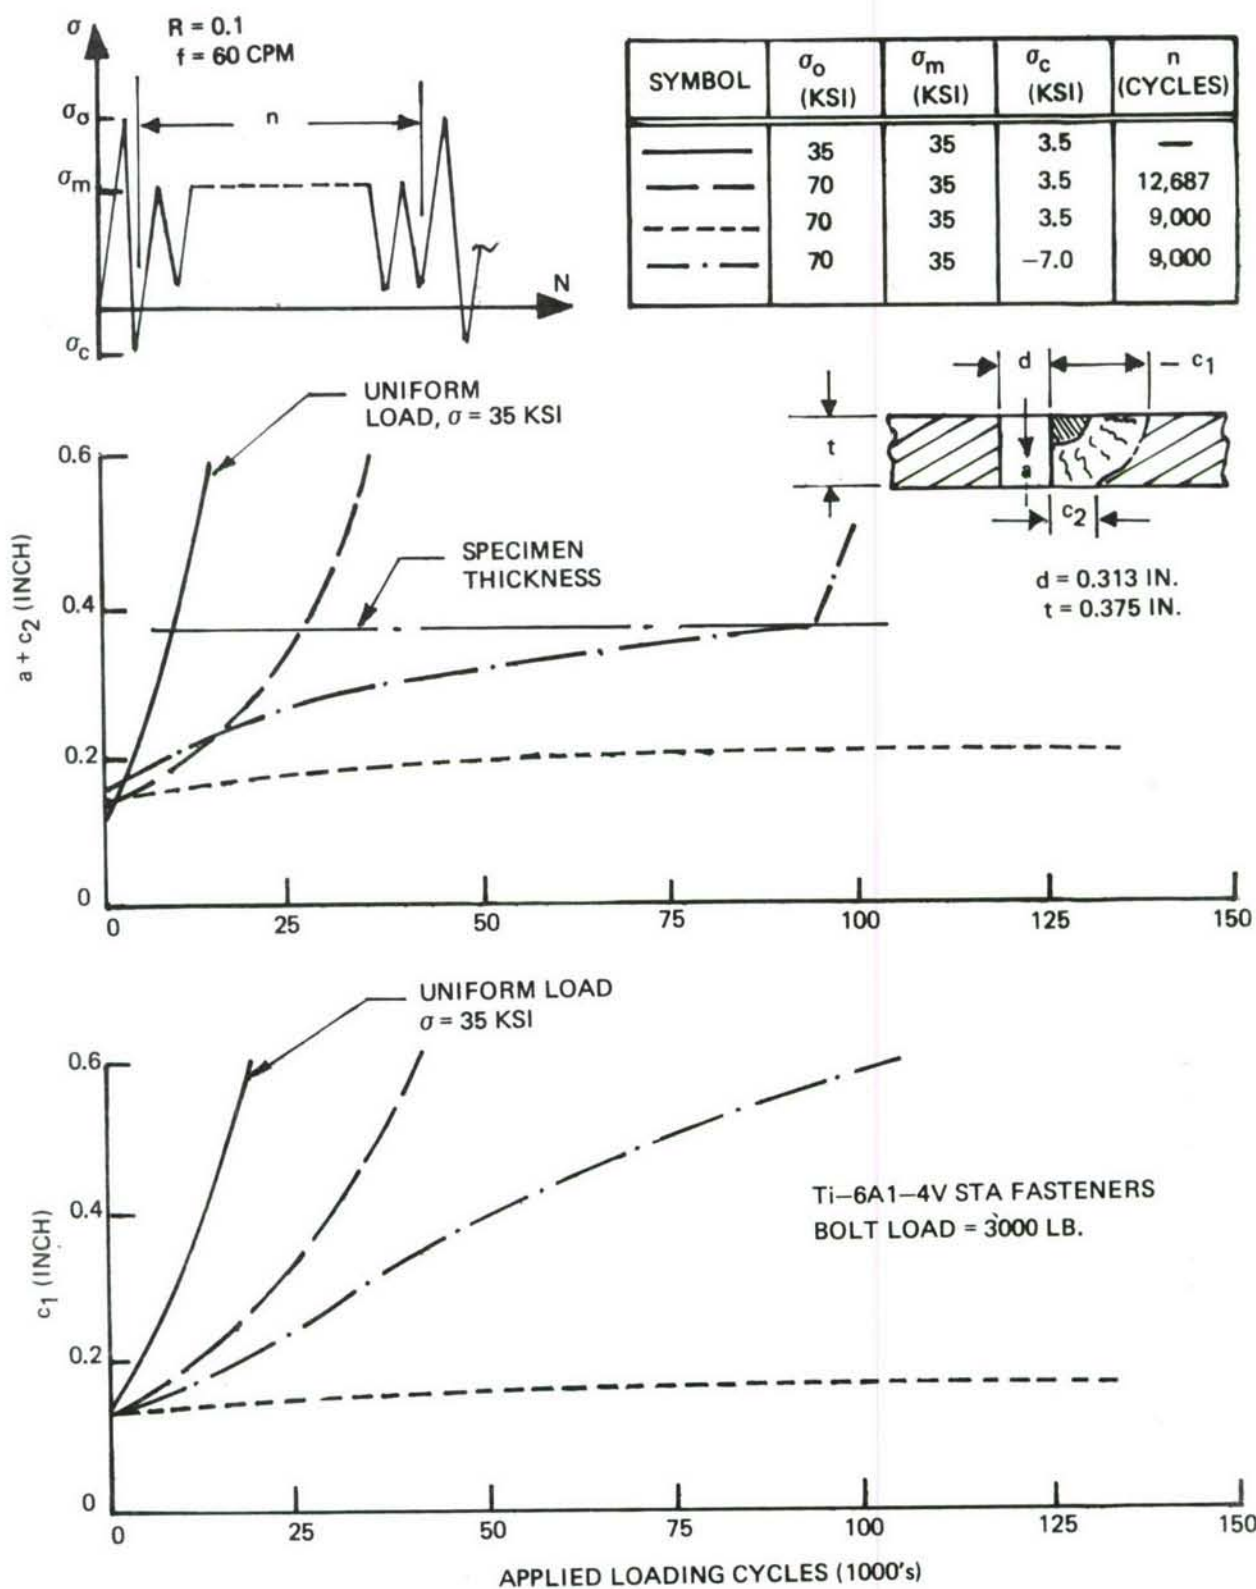 R = 0.1
f = 60 CPM
σ
σσ
n
σm
N
σc
SYMBOL σo (KSI) σm (KSI) σc (KSI) n (CYCLES)
35 35 3.5 —
70 35 3.5 12,687
70 35 3.5 9,000
70 35 −7.0 9,000
d
c1
t
a
c2
d = 0.313 IN.
t = 0.375 IN.
UNIFORM
LOAD, σ = 35 KSI
SPECIMEN
THICKNESS
a + c2 (INCH)
0.6
0.4
0.2
0
0 25 50 75 100 125 150
UNIFORM LOAD
σ = 35 KSI
c1 (INCH)
0.6
0.4
0.2
0
Ti–6A1–4V STA FASTENERS
BOLT LOAD = 3000 LB.
0 25 50 75 100 125 150
APPLIED LOADING CYCLES (1000's)